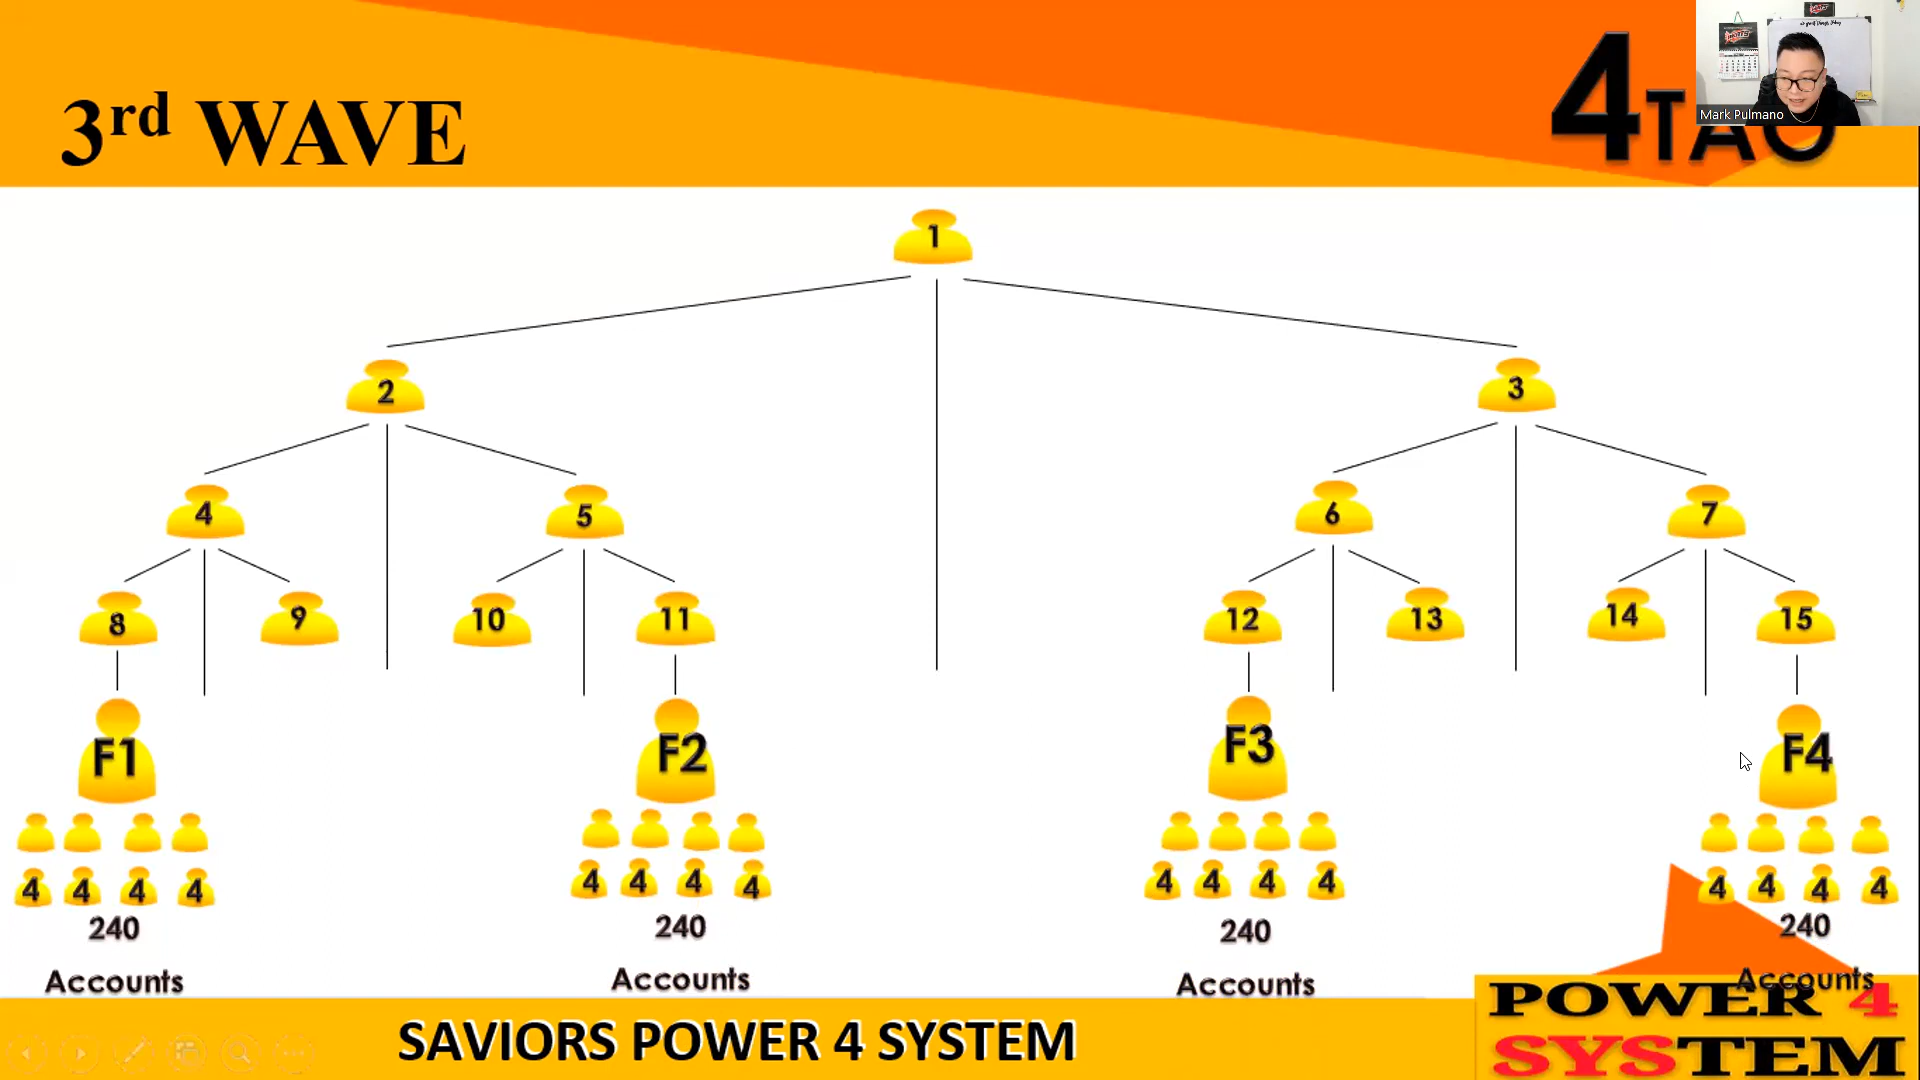 3rd WAVE
4TAO
Mark Pulmano
1
2
3
4
5
6
7
8
9
10
11
12
13
14
15
F1
F2
F3
F4
4 4 4 4
4 4 4 4
4 4 4 4
4 4 4 4
240
240
240
240
Accounts
Accounts
Accounts
Accounts
SAVIORS POWER 4 SYSTEM
POWER 4
SYSTEM